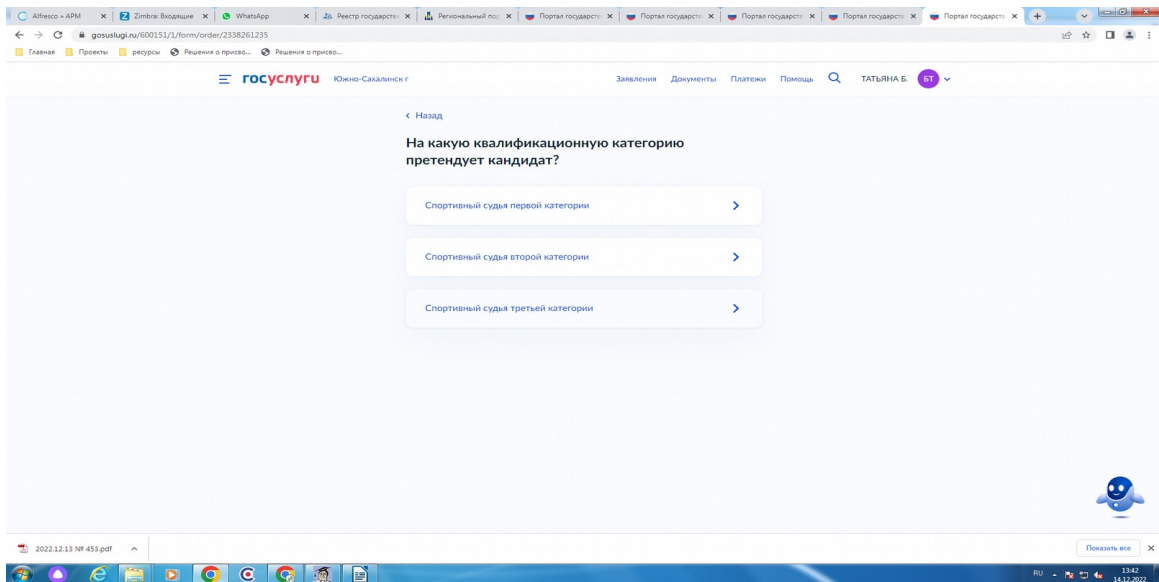 Alfresco » АРМ
Zimbra: Входящие
WhatsApp
Реестр государств
Региональный пор
Портал государств
Портал государств
Портал государств
Портал государств
Портал государств
gosuslugi.ru/600151/1/form/order/2338261235
Главная
Проекты
ресурсы
Решения о присво...
Решения о присво...
госуслуги
Южно-Сахалинск г
Заявления
Документы
Платежи
Помощь
ТАТЬЯНА Б.
БТ
Назад
На какую квалификационную категорию
претендует кандидат?
Спортивный судья первой категории
Спортивный судья второй категории
Спортивный судья третьей категории
2022.12.13 № 453.pdf
Показать все
RU
13:42
14.12.2022